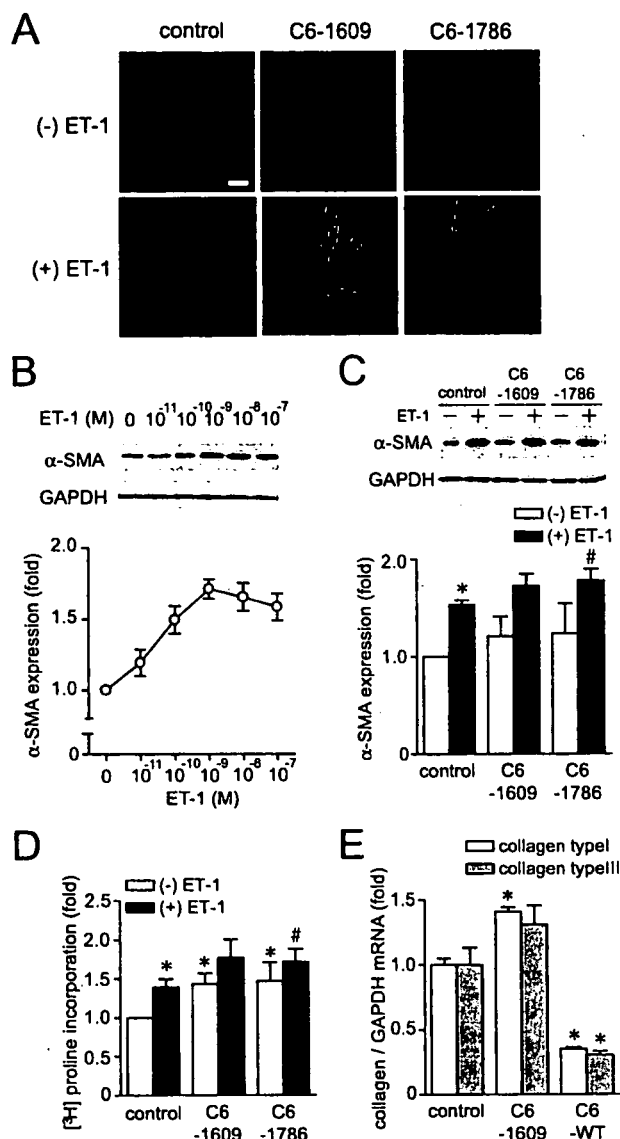 A
control C6-1609 C6-1786
(-) ET-1
(+) ET-1
B
ET-1 (M) 0 10⁻¹¹ 10⁻¹⁰ 10⁻⁹ 10⁻⁸ 10⁻⁷
α-SMA
GAPDH
α-SMA expression (fold)
2.0
1.5
1.0
0
0 10⁻¹¹ 10⁻¹⁰ 10⁻⁹ 10⁻⁸ 10⁻⁷
ET-1 (M)
C
control C6 -1609 C6 -1786
ET-1 − + − + − +
α-SMA
GAPDH
(-) ET-1
(+) ET-1
α-SMA expression (fold)
2.0
1.0
0
* #
control C6 -1609 C6 -1786
D
(-) ET-1
(+) ET-1
[³H] proline incorporation (fold)
2.5
2.0
1.5
1.0
0.5
0
* * * #
control C6 -1609 C6 -1786
E
collagen typeI
collagen typeIII
collagen / GAPDH mRNA (fold)
1.5
1.0
0.5
0
* * *
control C6 -1609 C6 -WT